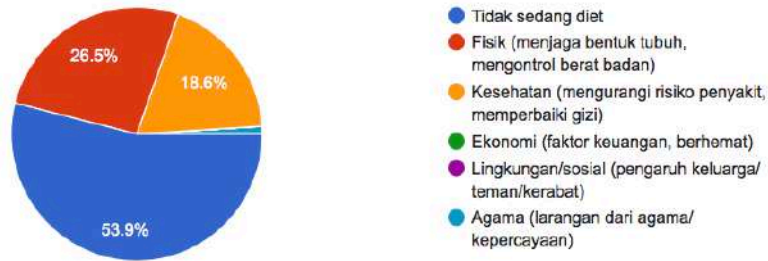 26.5%
18.6%
53.9%
Tidak sedang diet
Fisik (menjaga bentuk tubuh,
mengontrol berat badan)
Kesehatan (mengurangi risiko penyakit,
memperbaiki gizi)
Ekonomi (faktor keuangan, berhemat)
Lingkungan/sosial (pengaruh keluarga/
teman/kerabat)
Agama (larangan dari agama/
kepercayaan)